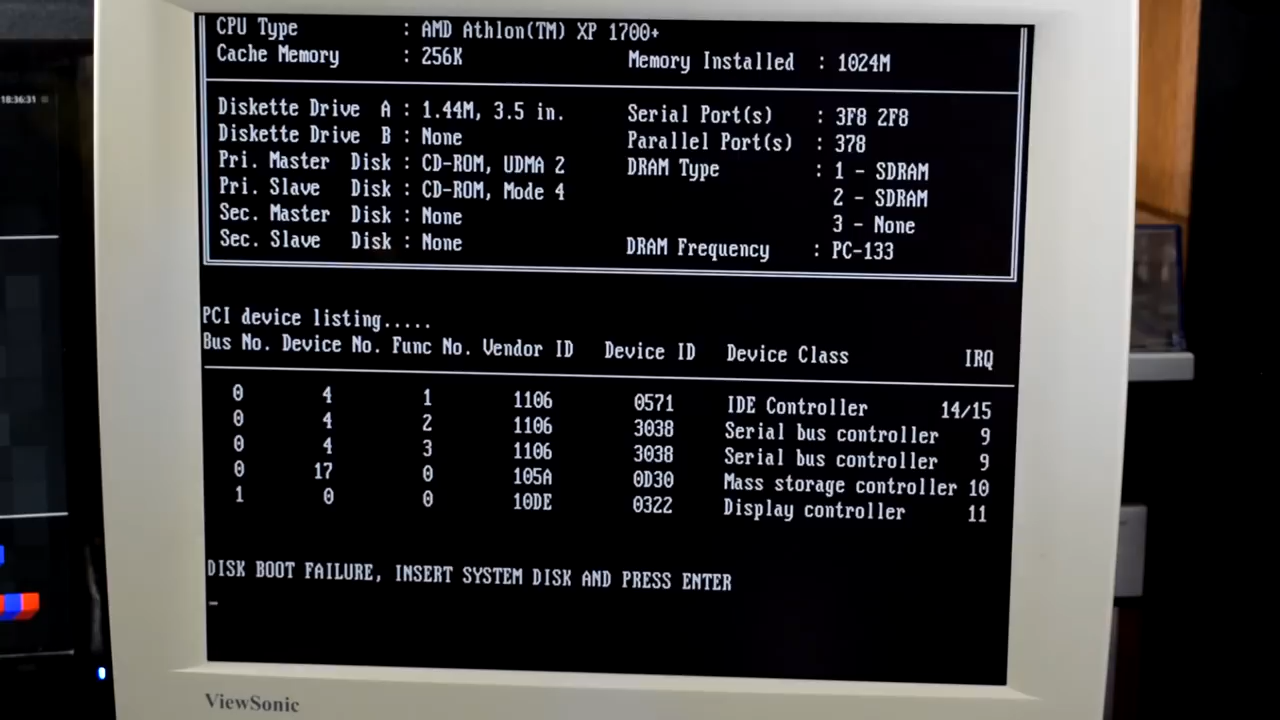 18:36:31
CPU Type : AMD Athlon(TM) XP 1700+
Cache Memory : 256K Memory Installed : 1024M
Diskette Drive A : 1.44M, 3.5 in. Serial Port(s) : 3F8 2F8
Diskette Drive B : None Parallel Port(s) : 378
Pri. Master Disk : CD-ROM, UDMA 2 DRAM Type : 1 - SDRAM
Pri. Slave Disk : CD-ROM, Mode 4 2 - SDRAM
Sec. Master Disk : None 3 - None
Sec. Slave Disk : None DRAM Frequency : PC-133
PCI device listing.....
Bus No. Device No. Func No. Vendor ID Device ID Device Class IRQ
0 4 1 1106 0571 IDE Controller 14/15
0 4 2 1106 3038 Serial bus controller 9
0 4 3 1106 3038 Serial bus controller 9
0 17 0 105A 0D30 Mass storage controller 10
1 0 0 10DE 0322 Display controller 11
DISK BOOT FAILURE, INSERT SYSTEM DISK AND PRESS ENTER
_
ViewSonic